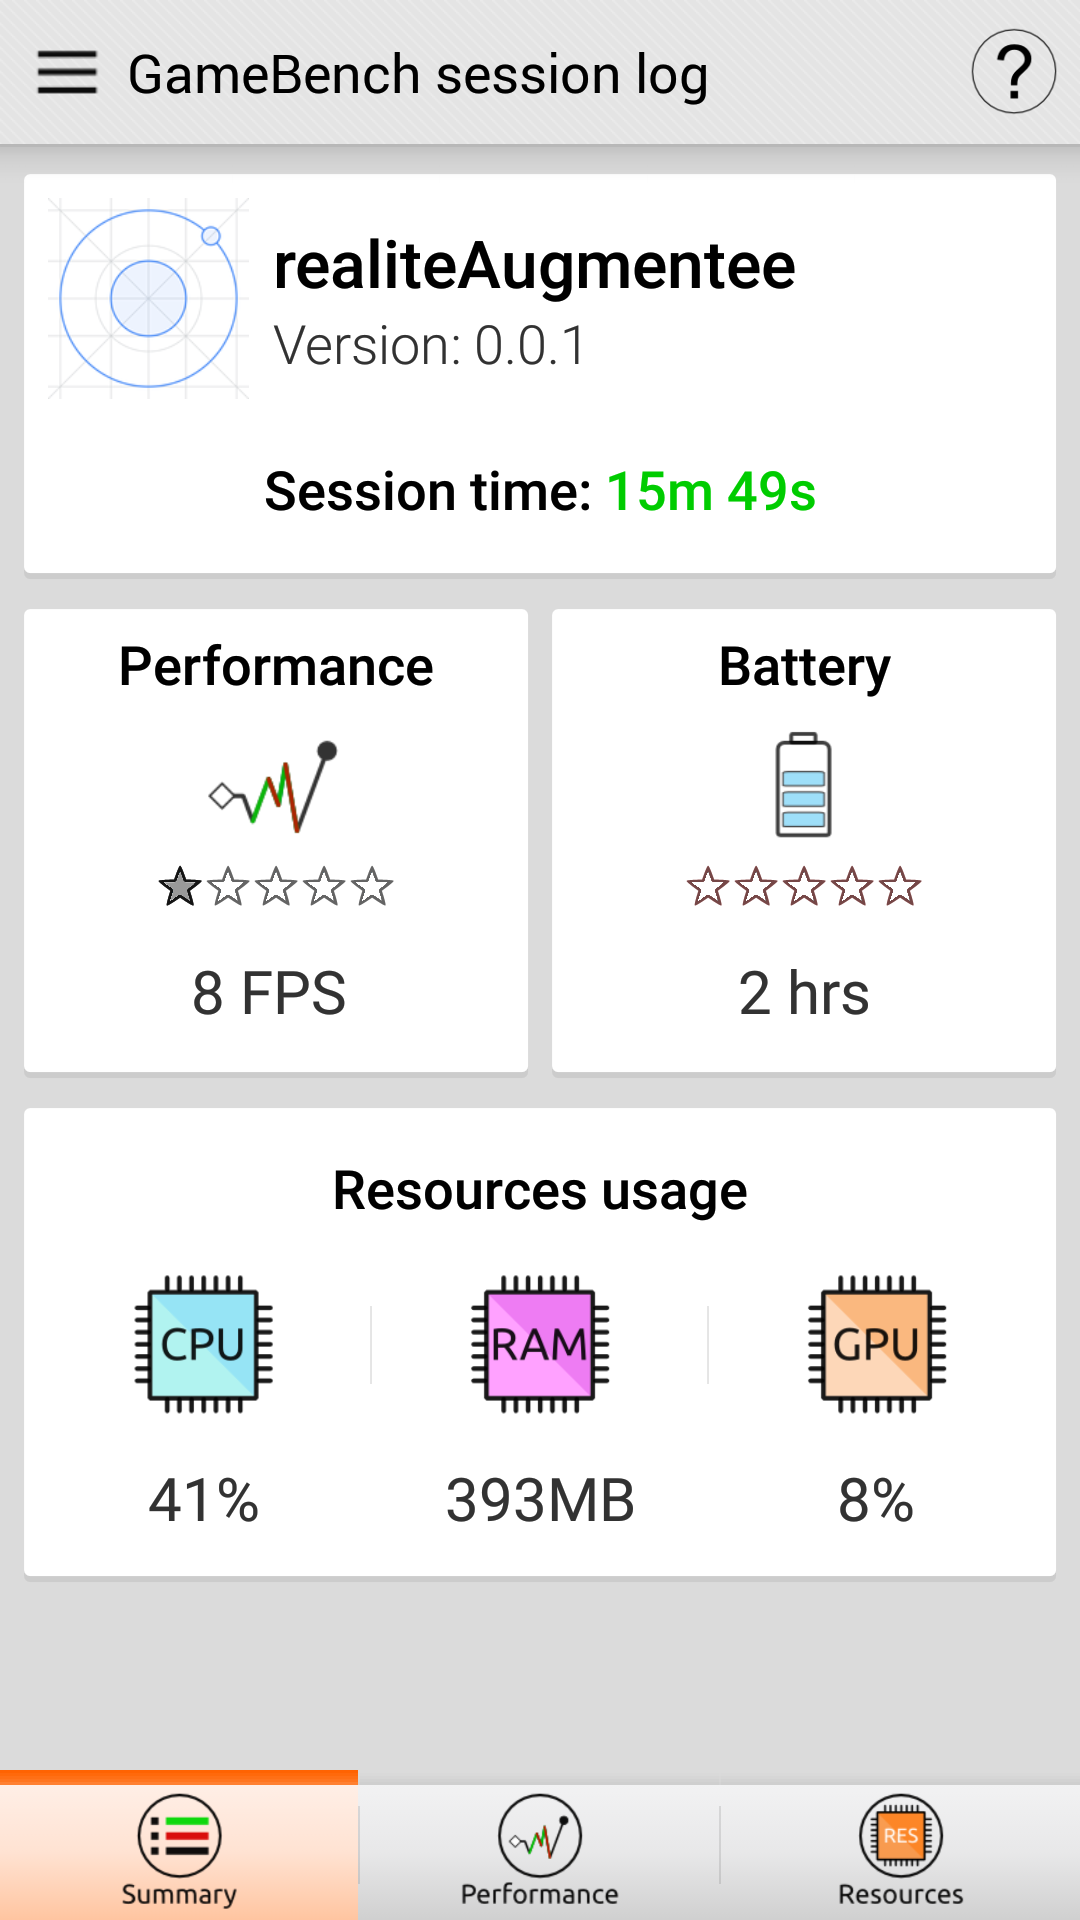 GameBench session log
?
realiteAugmentee
Version: 0.0.1
Session time: 15m 49s
Performance
Battery
8 FPS
2 hrs
Resources usage
CPU
RAM
GPU
41%
393MB
8%
RES
Summary
Performance
Resources